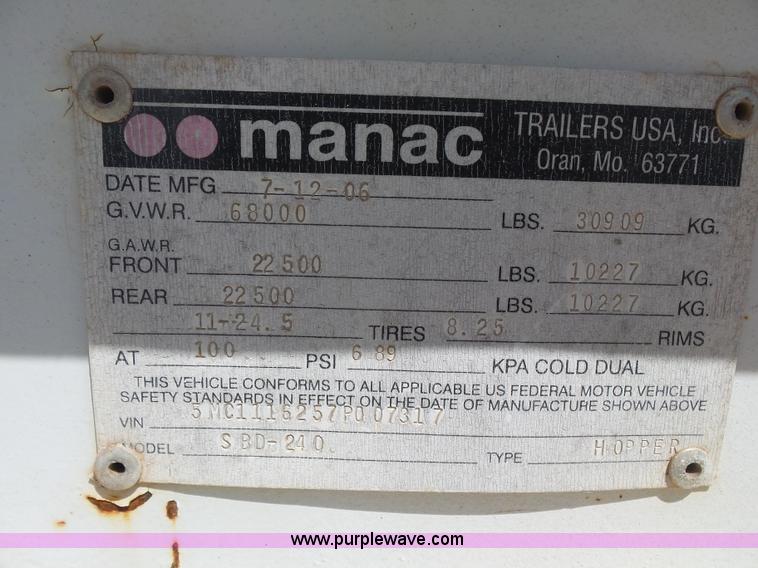 manac TRAILERS USA, Inc.
Oran, Mo. 63771
DATE MFG 7-12-06
G.V.W.R. 68000 LBS. 30909 KG.
G.A.W.R.
FRONT 22500 LBS. 10227 KG.
REAR 22500 LBS. 10227 KG.
11-24.5 TIRES 8.25 RIMS
AT 100 PSI 689 KPA COLD DUAL
THIS VEHICLE CONFORMS TO ALL APPLICABLE US FEDERAL MOTOR VEHICLE
SAFETY STANDARDS IN EFFECT ON THE DATE OF MANUFACTURE SHOWN ABOVE
VIN 5MC1116257P007317
MODEL SBD-240 TYPE HOPPER
www.purplewave.com